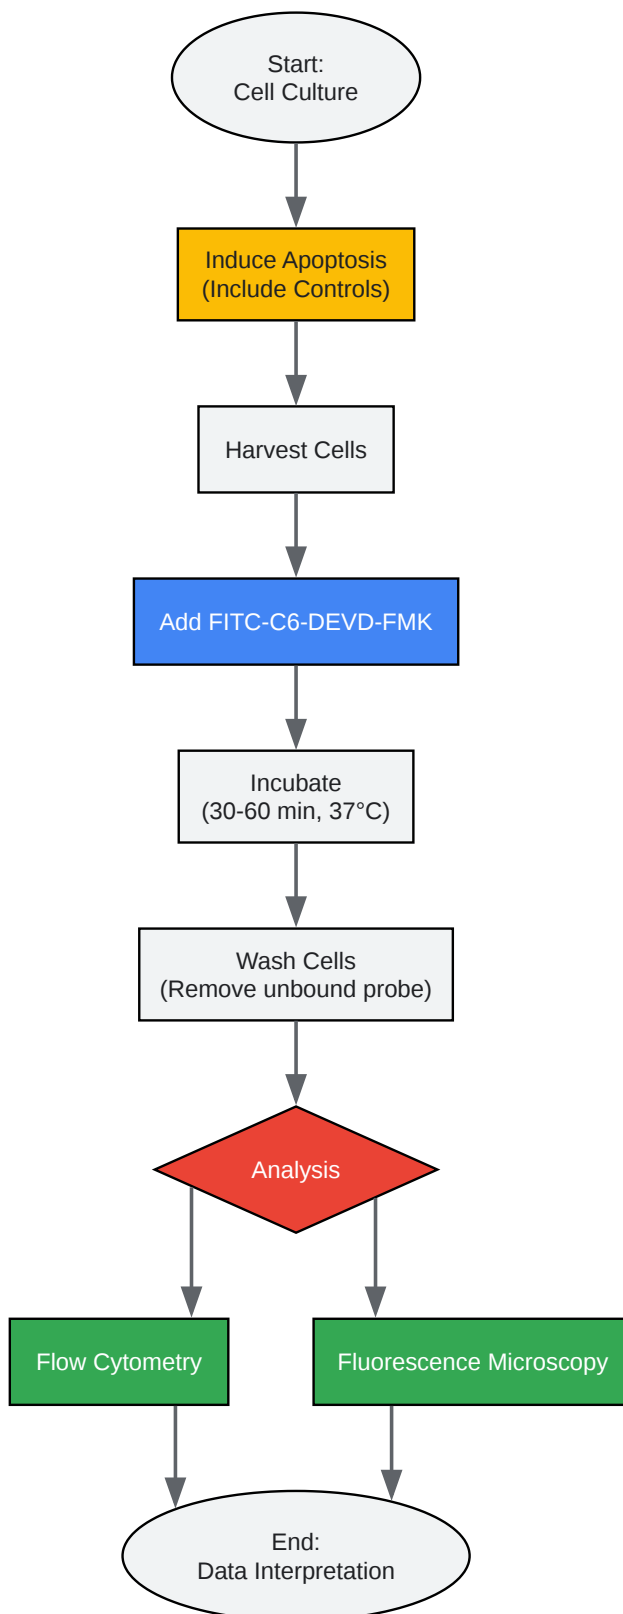 Start:
Cell Culture
Induce Apoptosis
(Include Controls)
Harvest Cells
Add FITC-C6-DEVD-FMK
Incubate
(30-60 min, 37°C)
Wash Cells
(Remove unbound probe)
Analysis
Flow Cytometry
Fluorescence Microscopy
End:
Data Interpretation